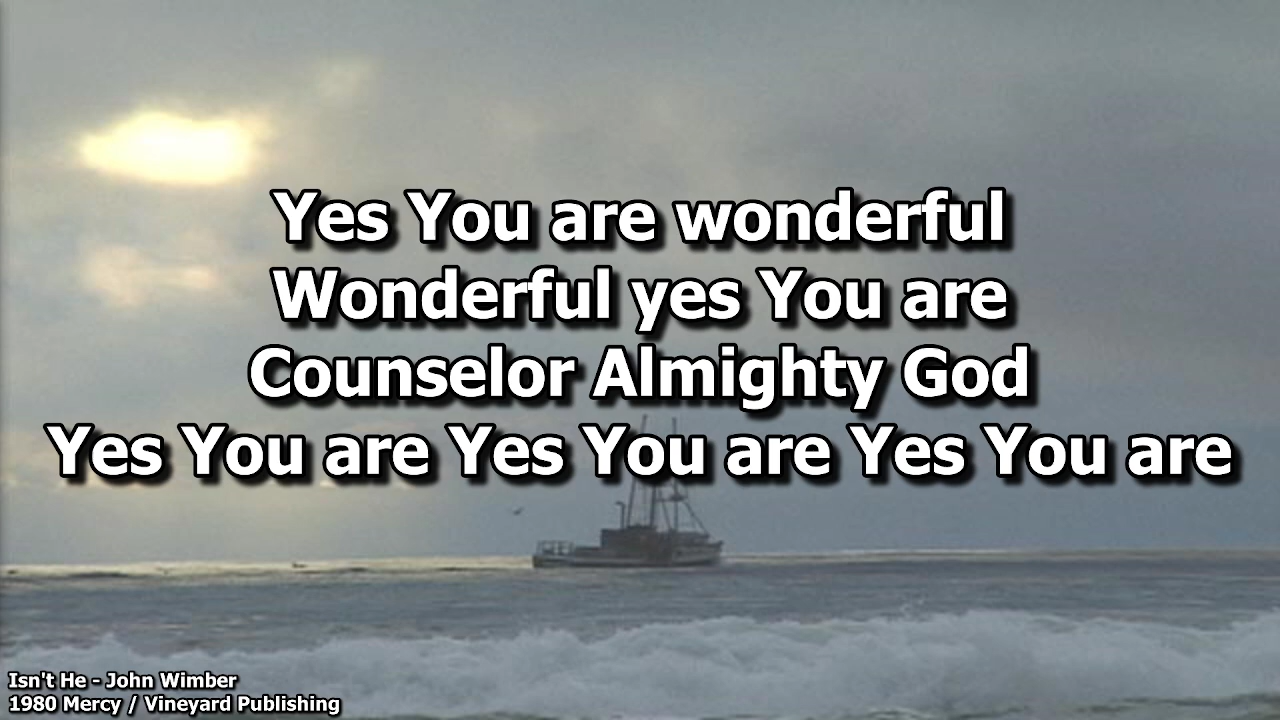 Yes You are wonderful
Wonderful yes You are
Counselor Almighty God
Yes You are Yes You are Yes You are
Isn't He - John Wimber
1980 Mercy / Vineyard Publishing